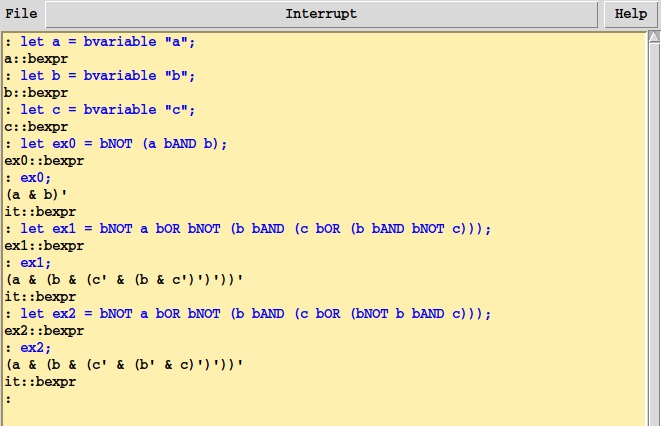 File Interrupt Help
: let a = bvariable "a";
a::bexpr
: let b = bvariable "b";
b::bexpr
: let c = bvariable "c";
c::bexpr
: let ex0 = bNOT (a bAND b);
ex0::bexpr
: ex0;
(a & b)'
it::bexpr
: let ex1 = bNOT a bOR bNOT (b bAND (c bOR (b bAND bNOT c)));
ex1::bexpr
: ex1;
(a & (b & (c' & (b & c')')'))'
it::bexpr
: let ex2 = bNOT a bOR bNOT (b bAND (c bOR (bNOT b bAND c)));
ex2::bexpr
: ex2;
(a & (b & (c' & (b' & c)')'))'
it::bexpr
: